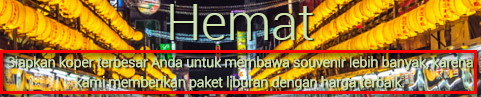 Hemat
Siapkan koper terbesar Anda untuk membawa souvenir lebih banyak, karena
kami memberikan paket liburan dengan harga terbaik.